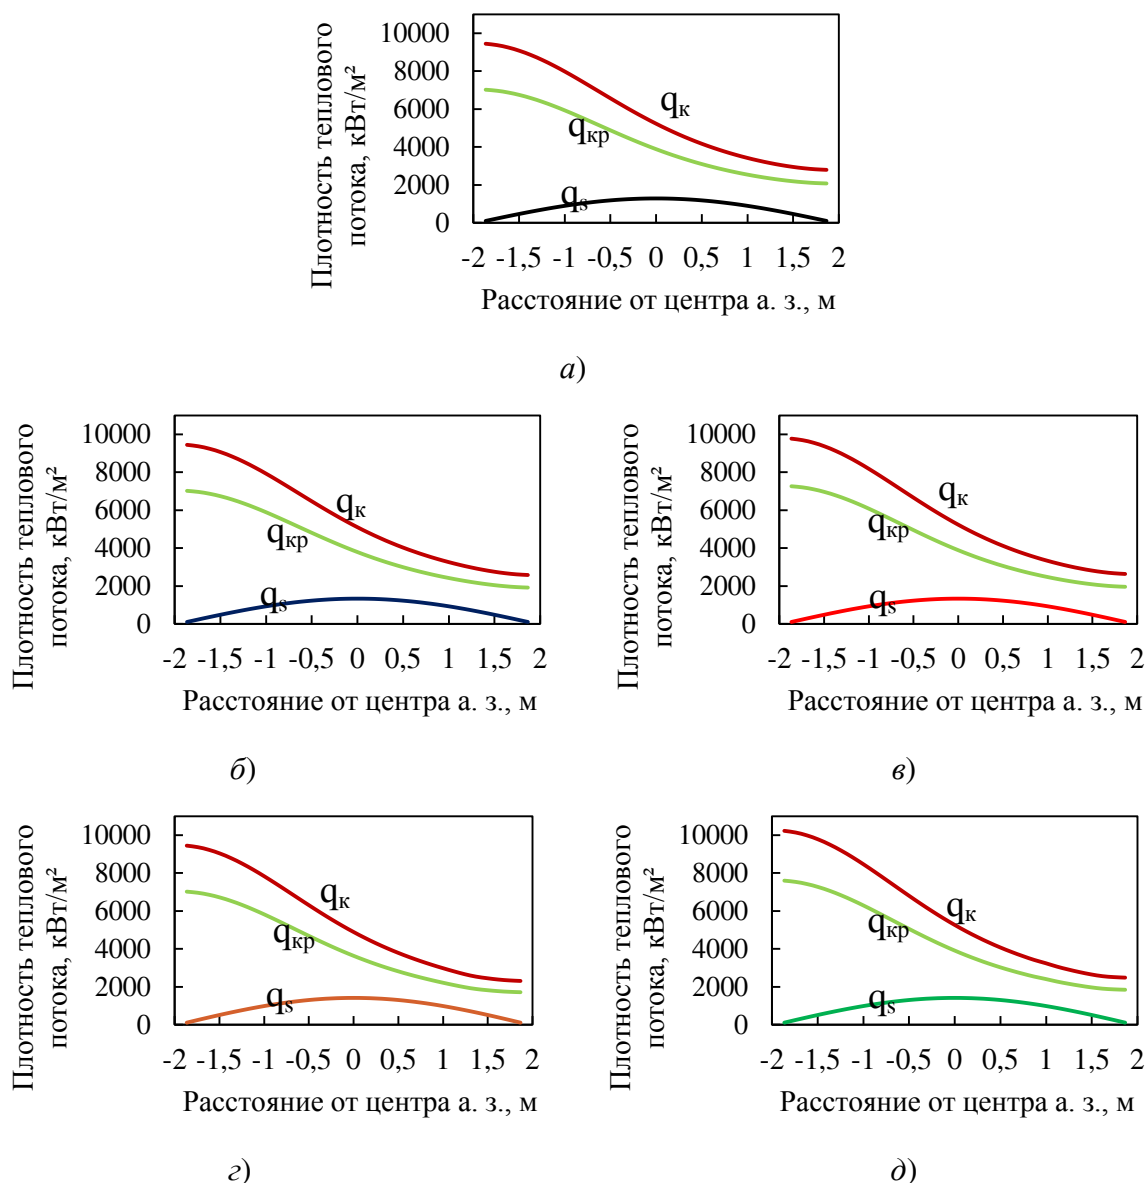 Плотность теплового
потока, кВт/м²
10000
8000
6000
4000
2000
0
qк
qкр
qs
-2 -1,5 -1 -0,5 0 0,5 1 1,5 2
Расстояние от центра а. з., м
а)
Плотность теплового
потока, кВт/м²
10000
8000
6000
4000
2000
0
qк
qкр
qs
-2 -1,5 -1 -0,5 0 0,5 1 1,5 2
Расстояние от центра а. з., м
б)
Плотность теплового
потока, кВт/м²
10000
8000
6000
4000
2000
0
qк
qкр
qs
-2 -1,5 -1 -0,5 0 0,5 1 1,5 2
Расстояние от центра а. з., м
в)
Плотность теплового
потока, кВт/м²
10000
8000
6000
4000
2000
0
qк
qкр
qs
-2 -1,5 -1 -0,5 0 0,5 1 1,5 2
Расстояние от центра а. з., м
г)
Плотность теплового
потока, кВт/м²
10000
8000
6000
4000
2000
0
qк
qкр
qs
-2 -1,5 -1 -0,5 0 0,5 1 1,5 2
Расстояние от центра а. з., м
д)